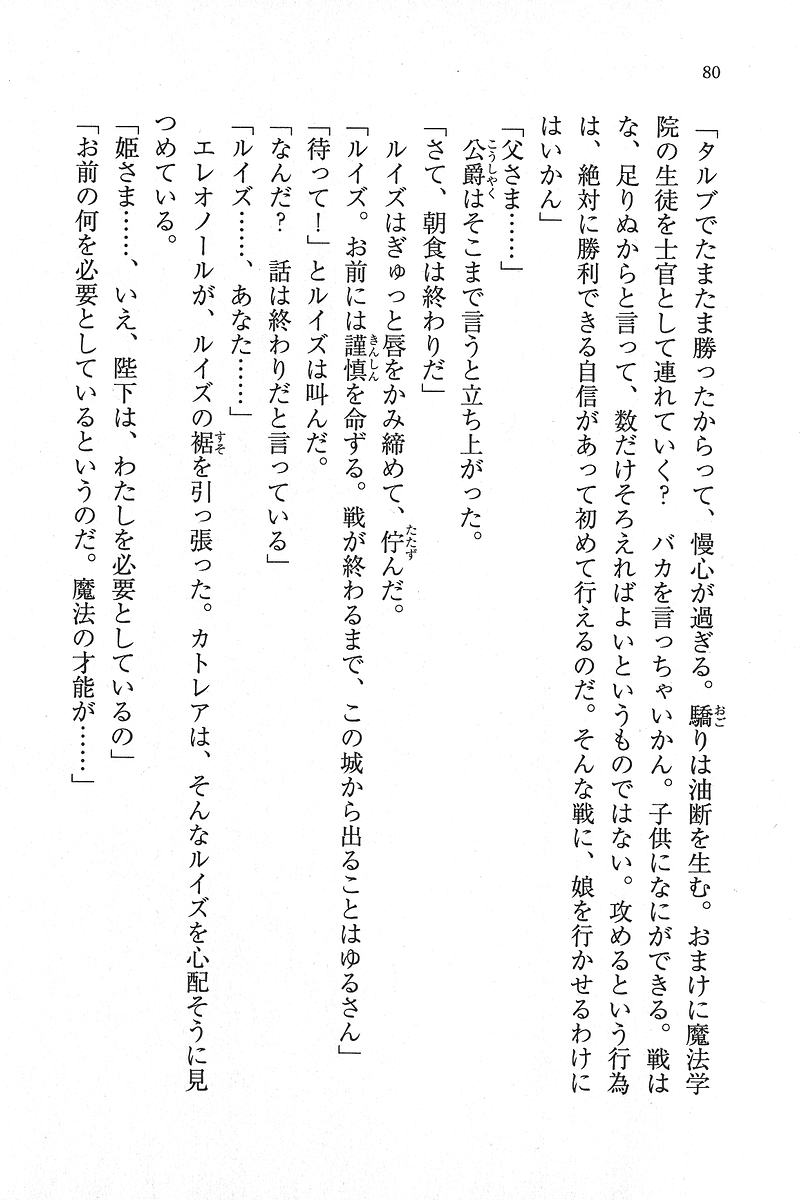 80
「タルブでたまたま勝ったからって、慢心が過ぎる。驕りは油断を生む。おまけに魔法学
院の生徒を士官として連れていく？　バカを言っちゃいかん。子供になにができる。戦は
な、足りぬからと言って、数だけそろえればよいというものではない。攻めるという行為
は、絶対に勝利できる自信があって初めて行えるのだ。そんな戦に、娘を行かせるわけに
はいかん」
「父さま……」
公爵はそこまで言うと立ち上がった。
「さて、朝食は終わりだ」
ルイズはぎゅっと唇をかみ締めて、佇んだ。
「ルイズ。お前には謹慎を命ずる。戦が終わるまで、この城から出ることはゆるさん」
「待って！」とルイズは叫んだ。
「なんだ？　話は終わりだと言っている」
「ルイズ……、あなた……」
エレオノールが、ルイズの裾を引っ張った。カトレアは、そんなルイズを心配そうに見
つめている。
「姫さま……、いえ、陛下は、わたしを必要としているの」
「お前の何を必要としているというのだ。魔法の才能が……」